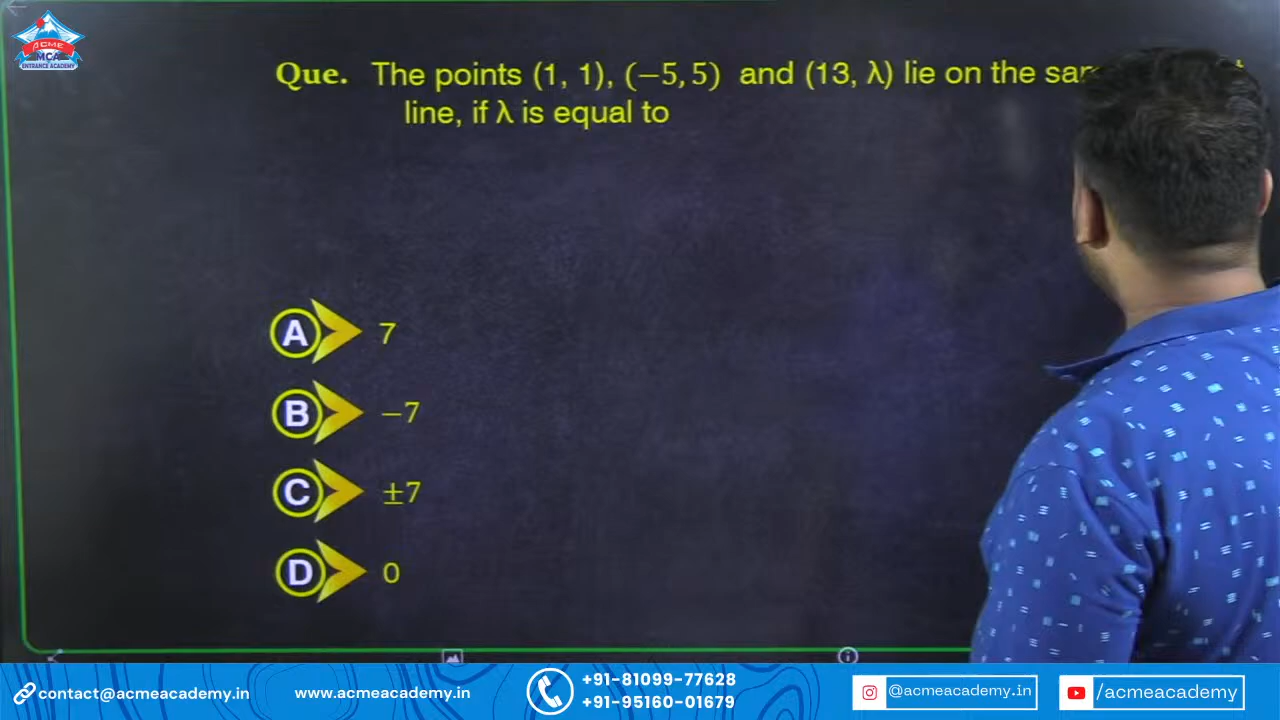 ACME
MCA
ENTRANCE ACADEMY
Que. The points (1, 1), (−5, 5) and (13, λ) lie on the
line, if λ is equal to
A 7
B −7
C ±7
D 0
contact@acmeacademy.in
www.acmeacademy.in
+91-81099-77628
+91-95160-01679
@acmeacademy.in
/acmeacademy